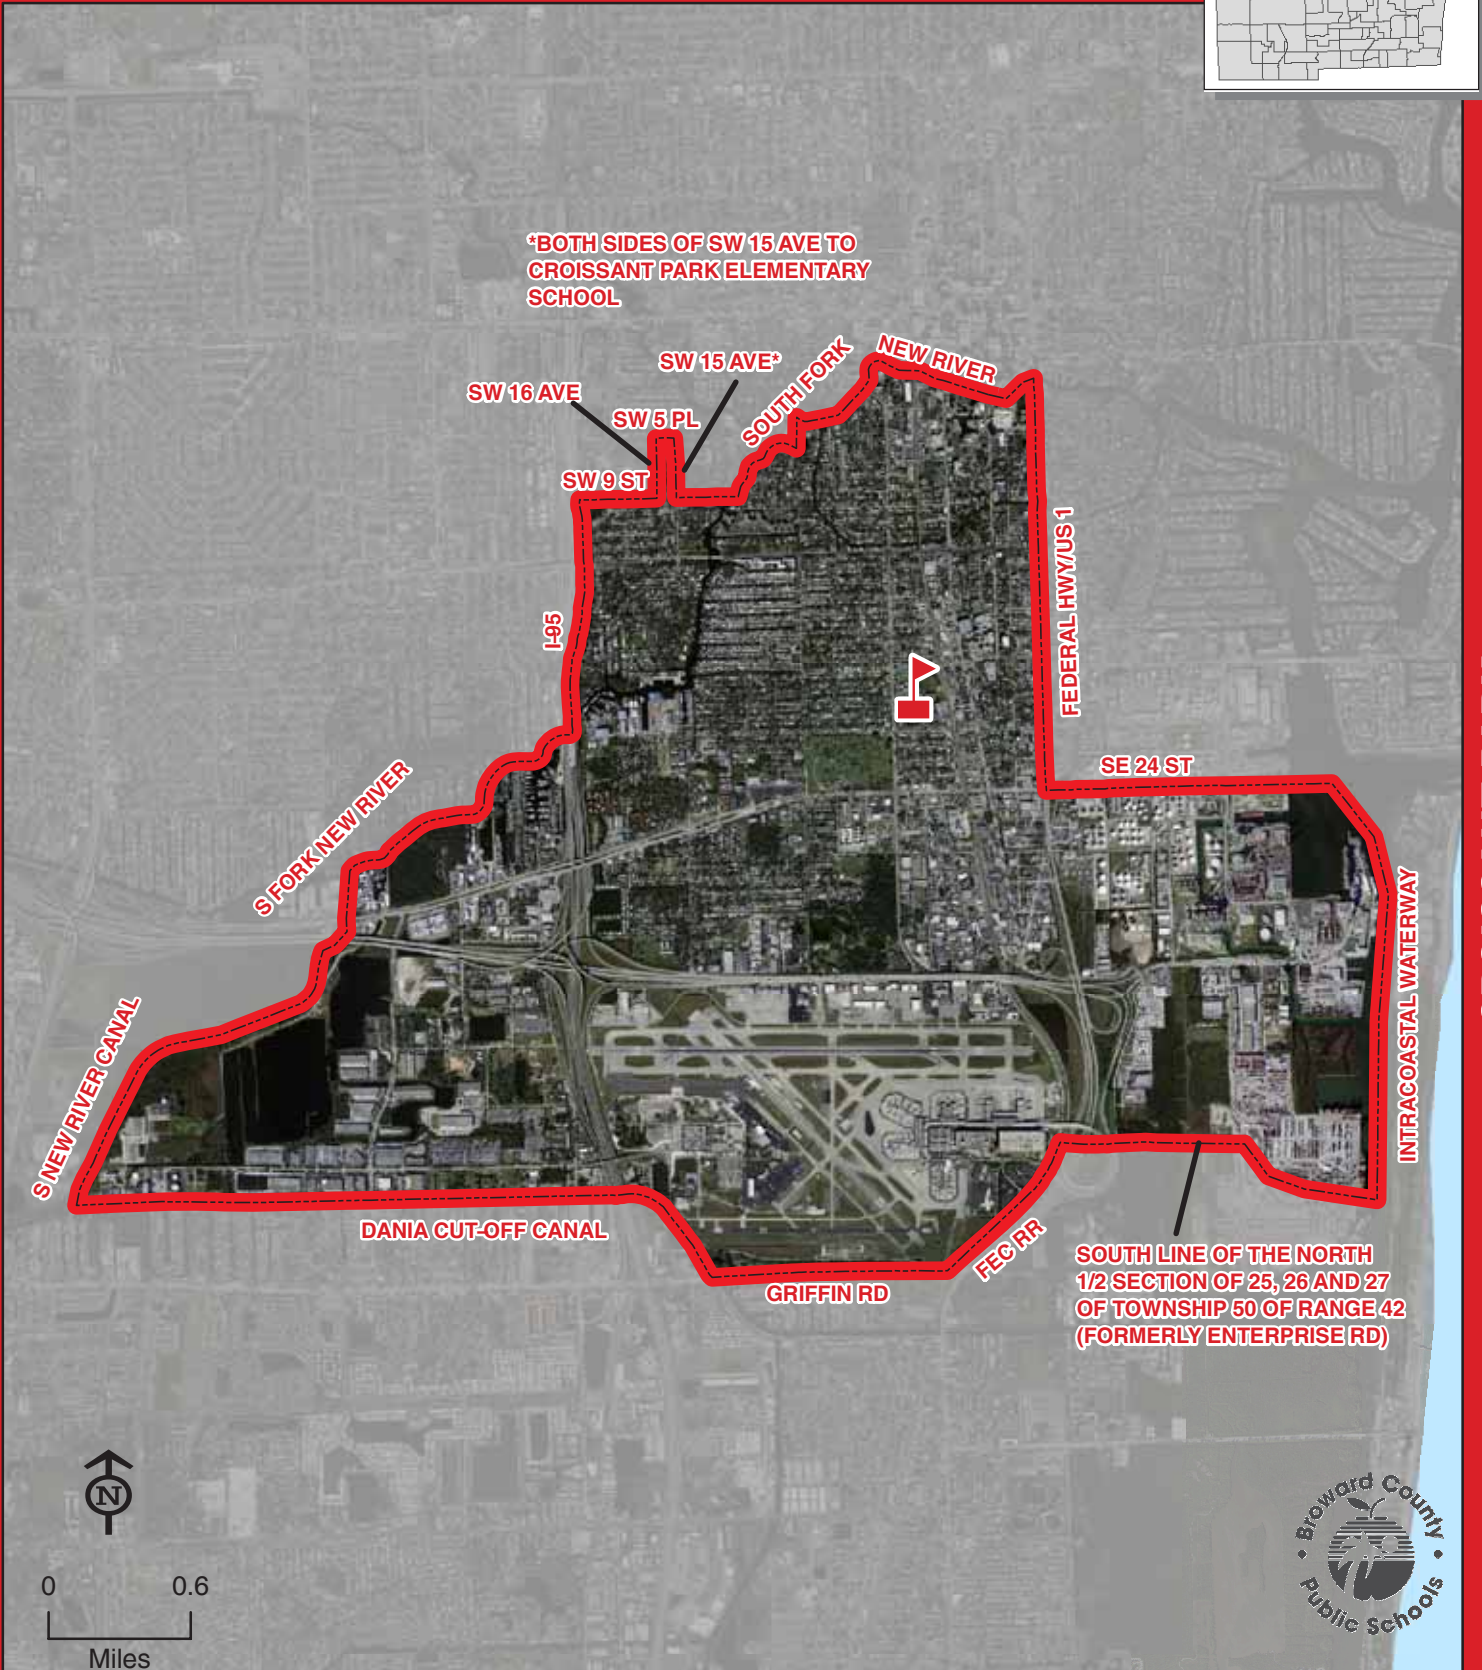 *BOTH SIDES OF SW 15 AVE TO
CROISSANT PARK ELEMENTARY
SCHOOL
NEW RIVER
SOUTH FORK
SW 15 AVE*
SW 16 AVE
SW 5 PL
SW 9 ST
FEDERAL HWY/US 1
I-95
SE 24 ST
S FORK NEW RIVER
INTRACOASTAL WATERWAY
S NEW RIVER CANAL
DANIA CUT-OFF CANAL
FEC RR
GRIFFIN RD
SOUTH LINE OF THE NORTH
1/2 SECTION OF 25, 26 AND 27
OF TOWNSHIP 50 OF RANGE 42
(FORMERLY ENTERPRISE RD)
N
0 0.6
Miles
Broward County
Public Schools